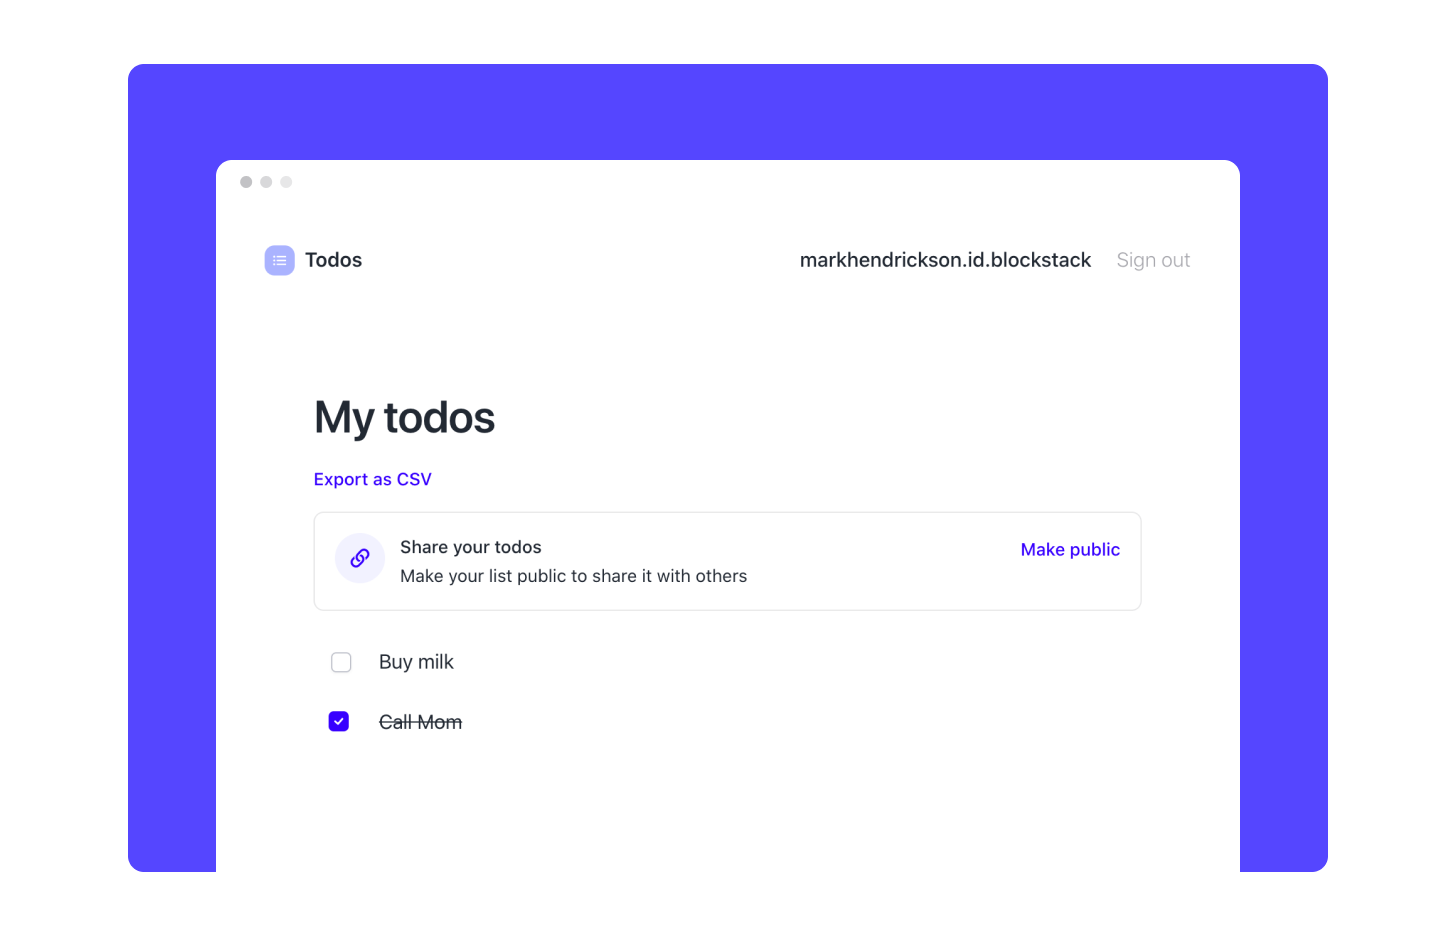 Todos
markhendrickson.id.blockstack
Sign out
My todos
Export as CSV
Share your todos
Make your list public to share it with others
Make public
Buy milk
Call Mom